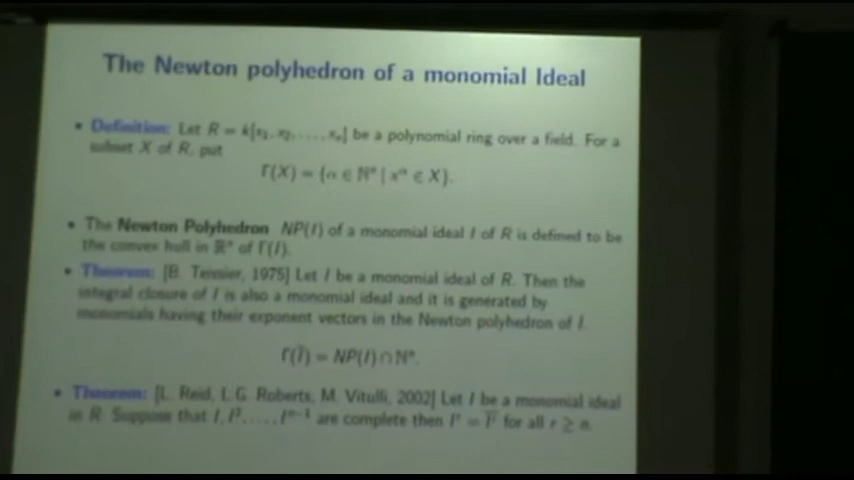 The Newton polyhedron of a monomial Ideal
• Definition: Let R = k[x₁, x₂, . . . , xₙ] be a polynomial ring over a field. For a
subset X of R, put
Γ(X) = {α ∈ ℕⁿ | x^α ∈ X}.
• The Newton Polyhedron NP(I) of a monomial ideal I of R is defined to be
the convex hull in ℝⁿ of Γ(I).
• Theorem: [B. Teissier, 1975] Let I be a monomial ideal of R. Then the
integral closure of I is also a monomial ideal and it is generated by
monomials having their exponent vectors in the Newton polyhedron of I.
Γ(Ī) = NP(I) ∩ ℕⁿ.
• Theorem: [L. Reid, L.G. Roberts, M. Vitulli, 2002] Let I be a monomial ideal
in R. Suppose that I, I², . . . , Iⁿ⁻¹ are complete then Iʳ = \overline{Iʳ} for all r ≥ n.